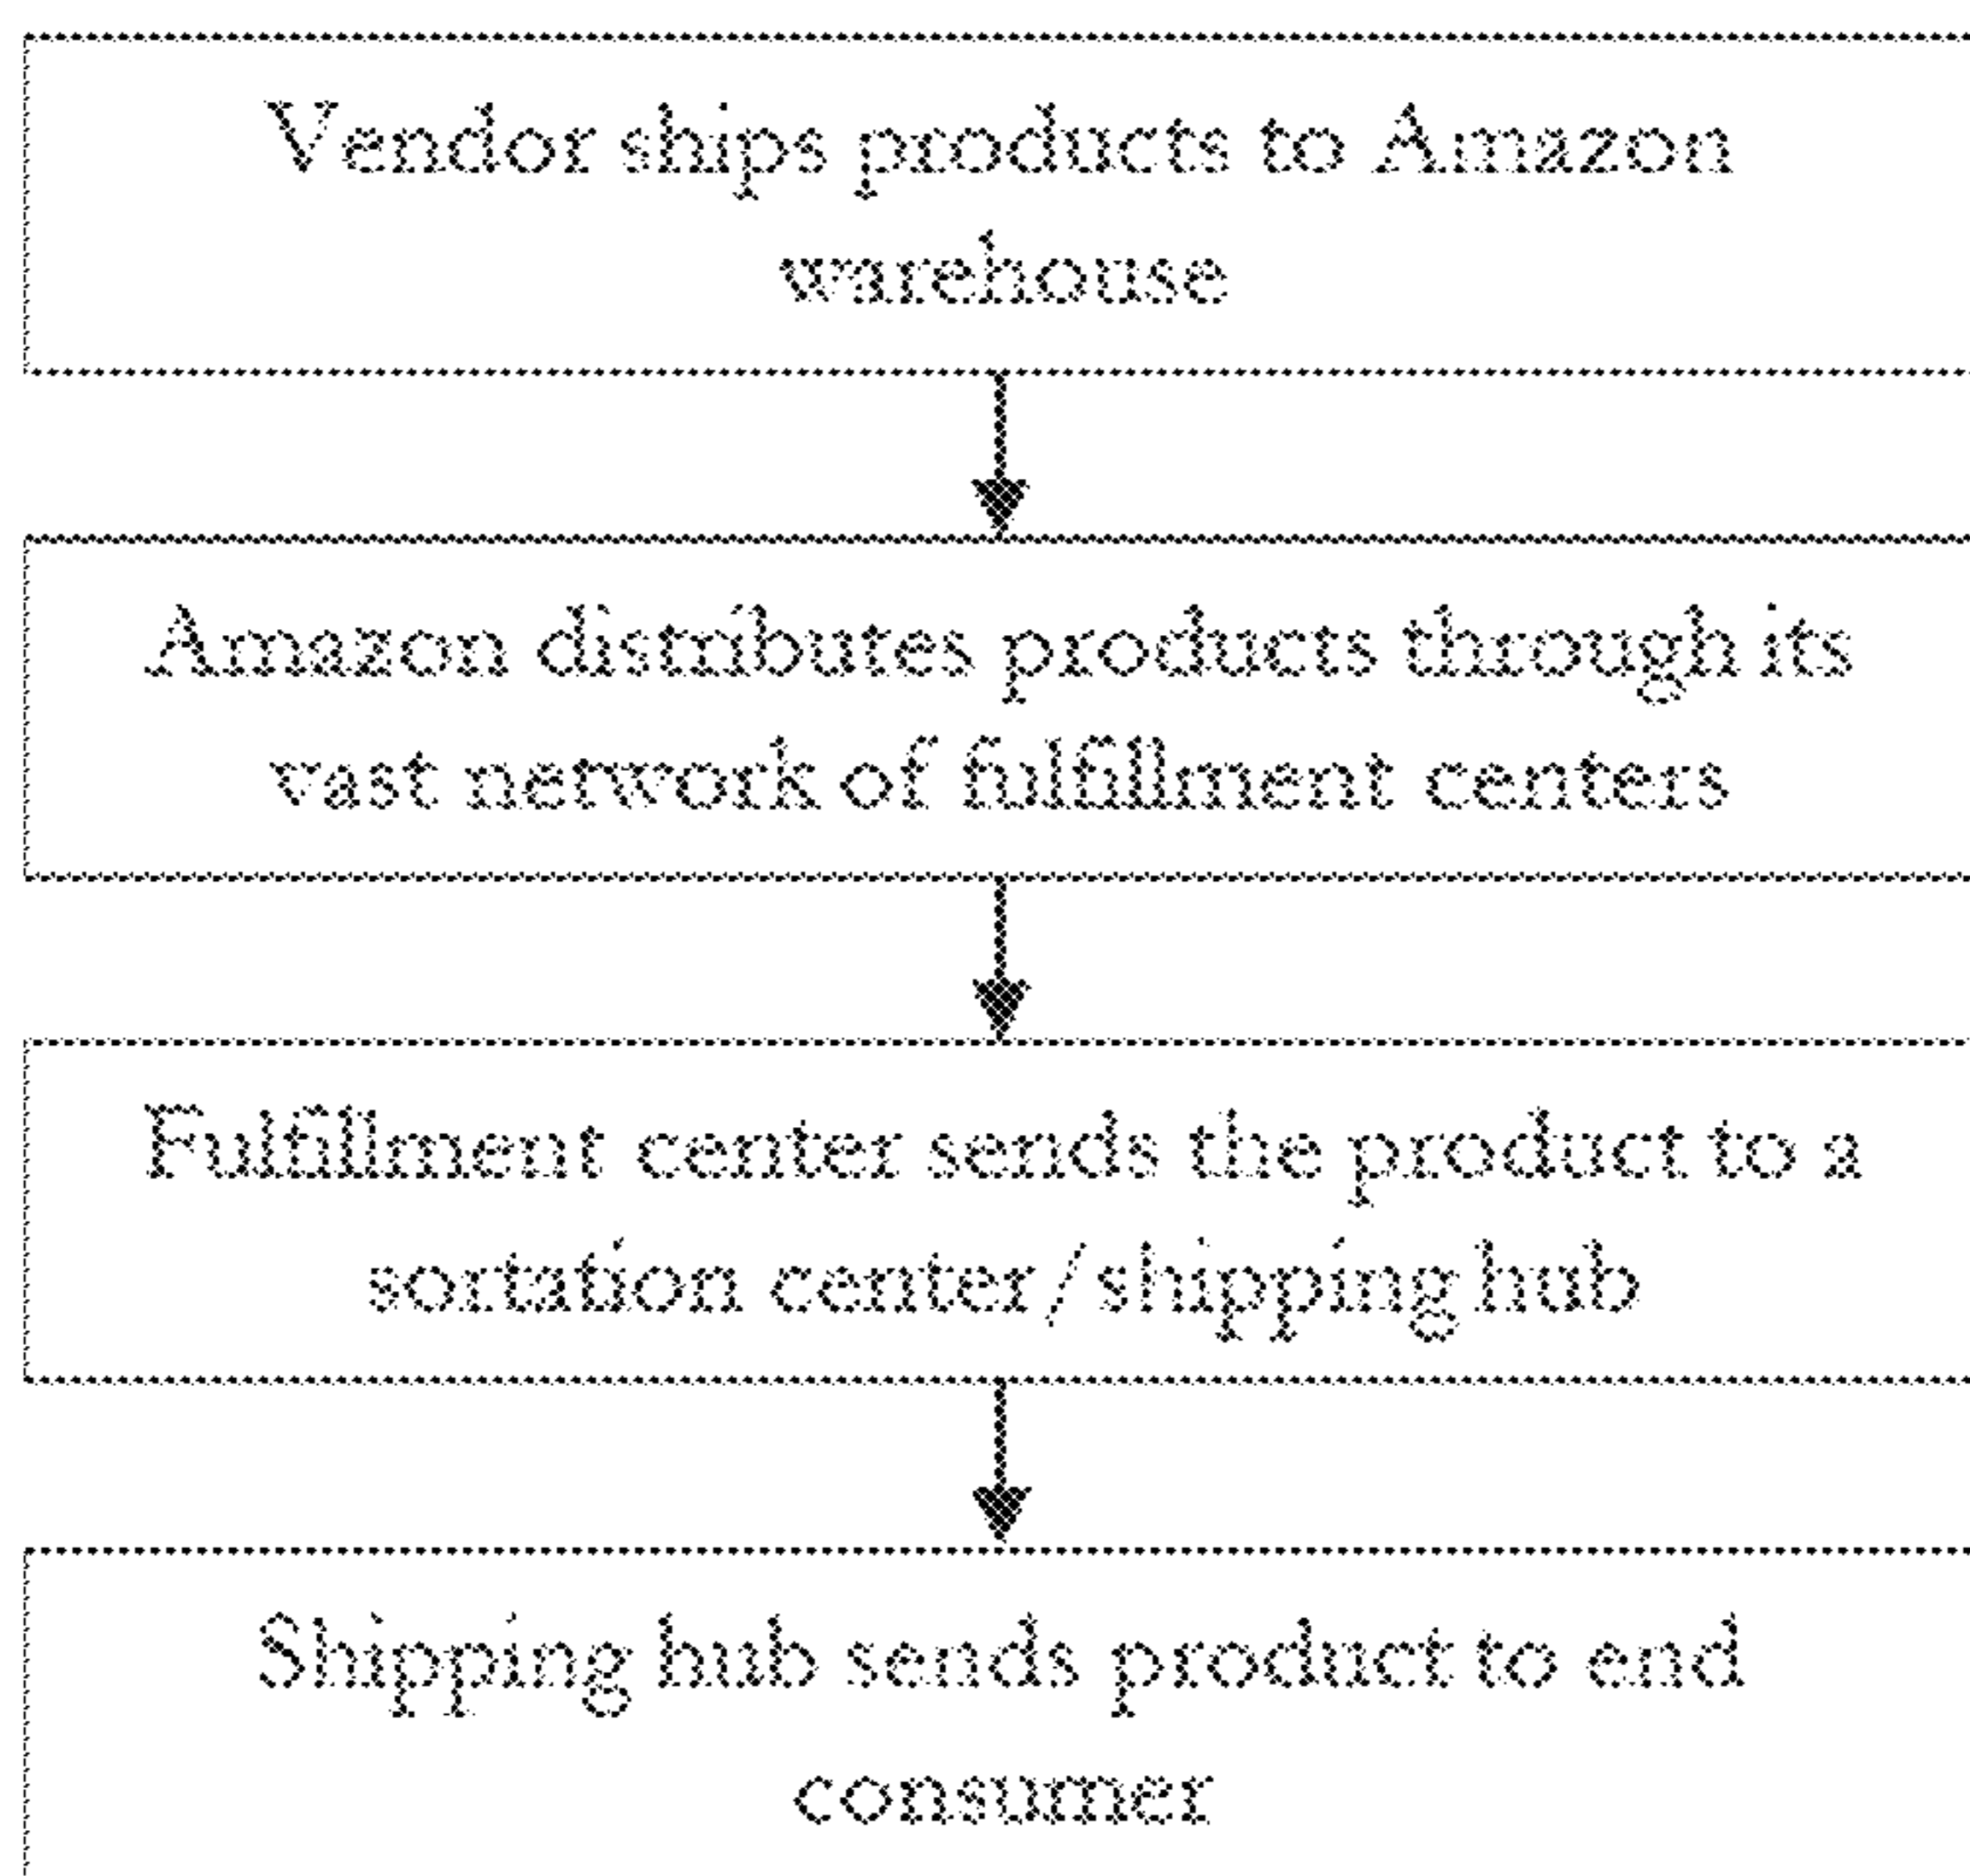 Vendor ships products to Amazon
warehouse
Amazon distributes products through its
vast network of fulfillment centers
Fulfillment center sends the product to a
sortation center/shipping hub
Shipping hub sends product to end
consumer